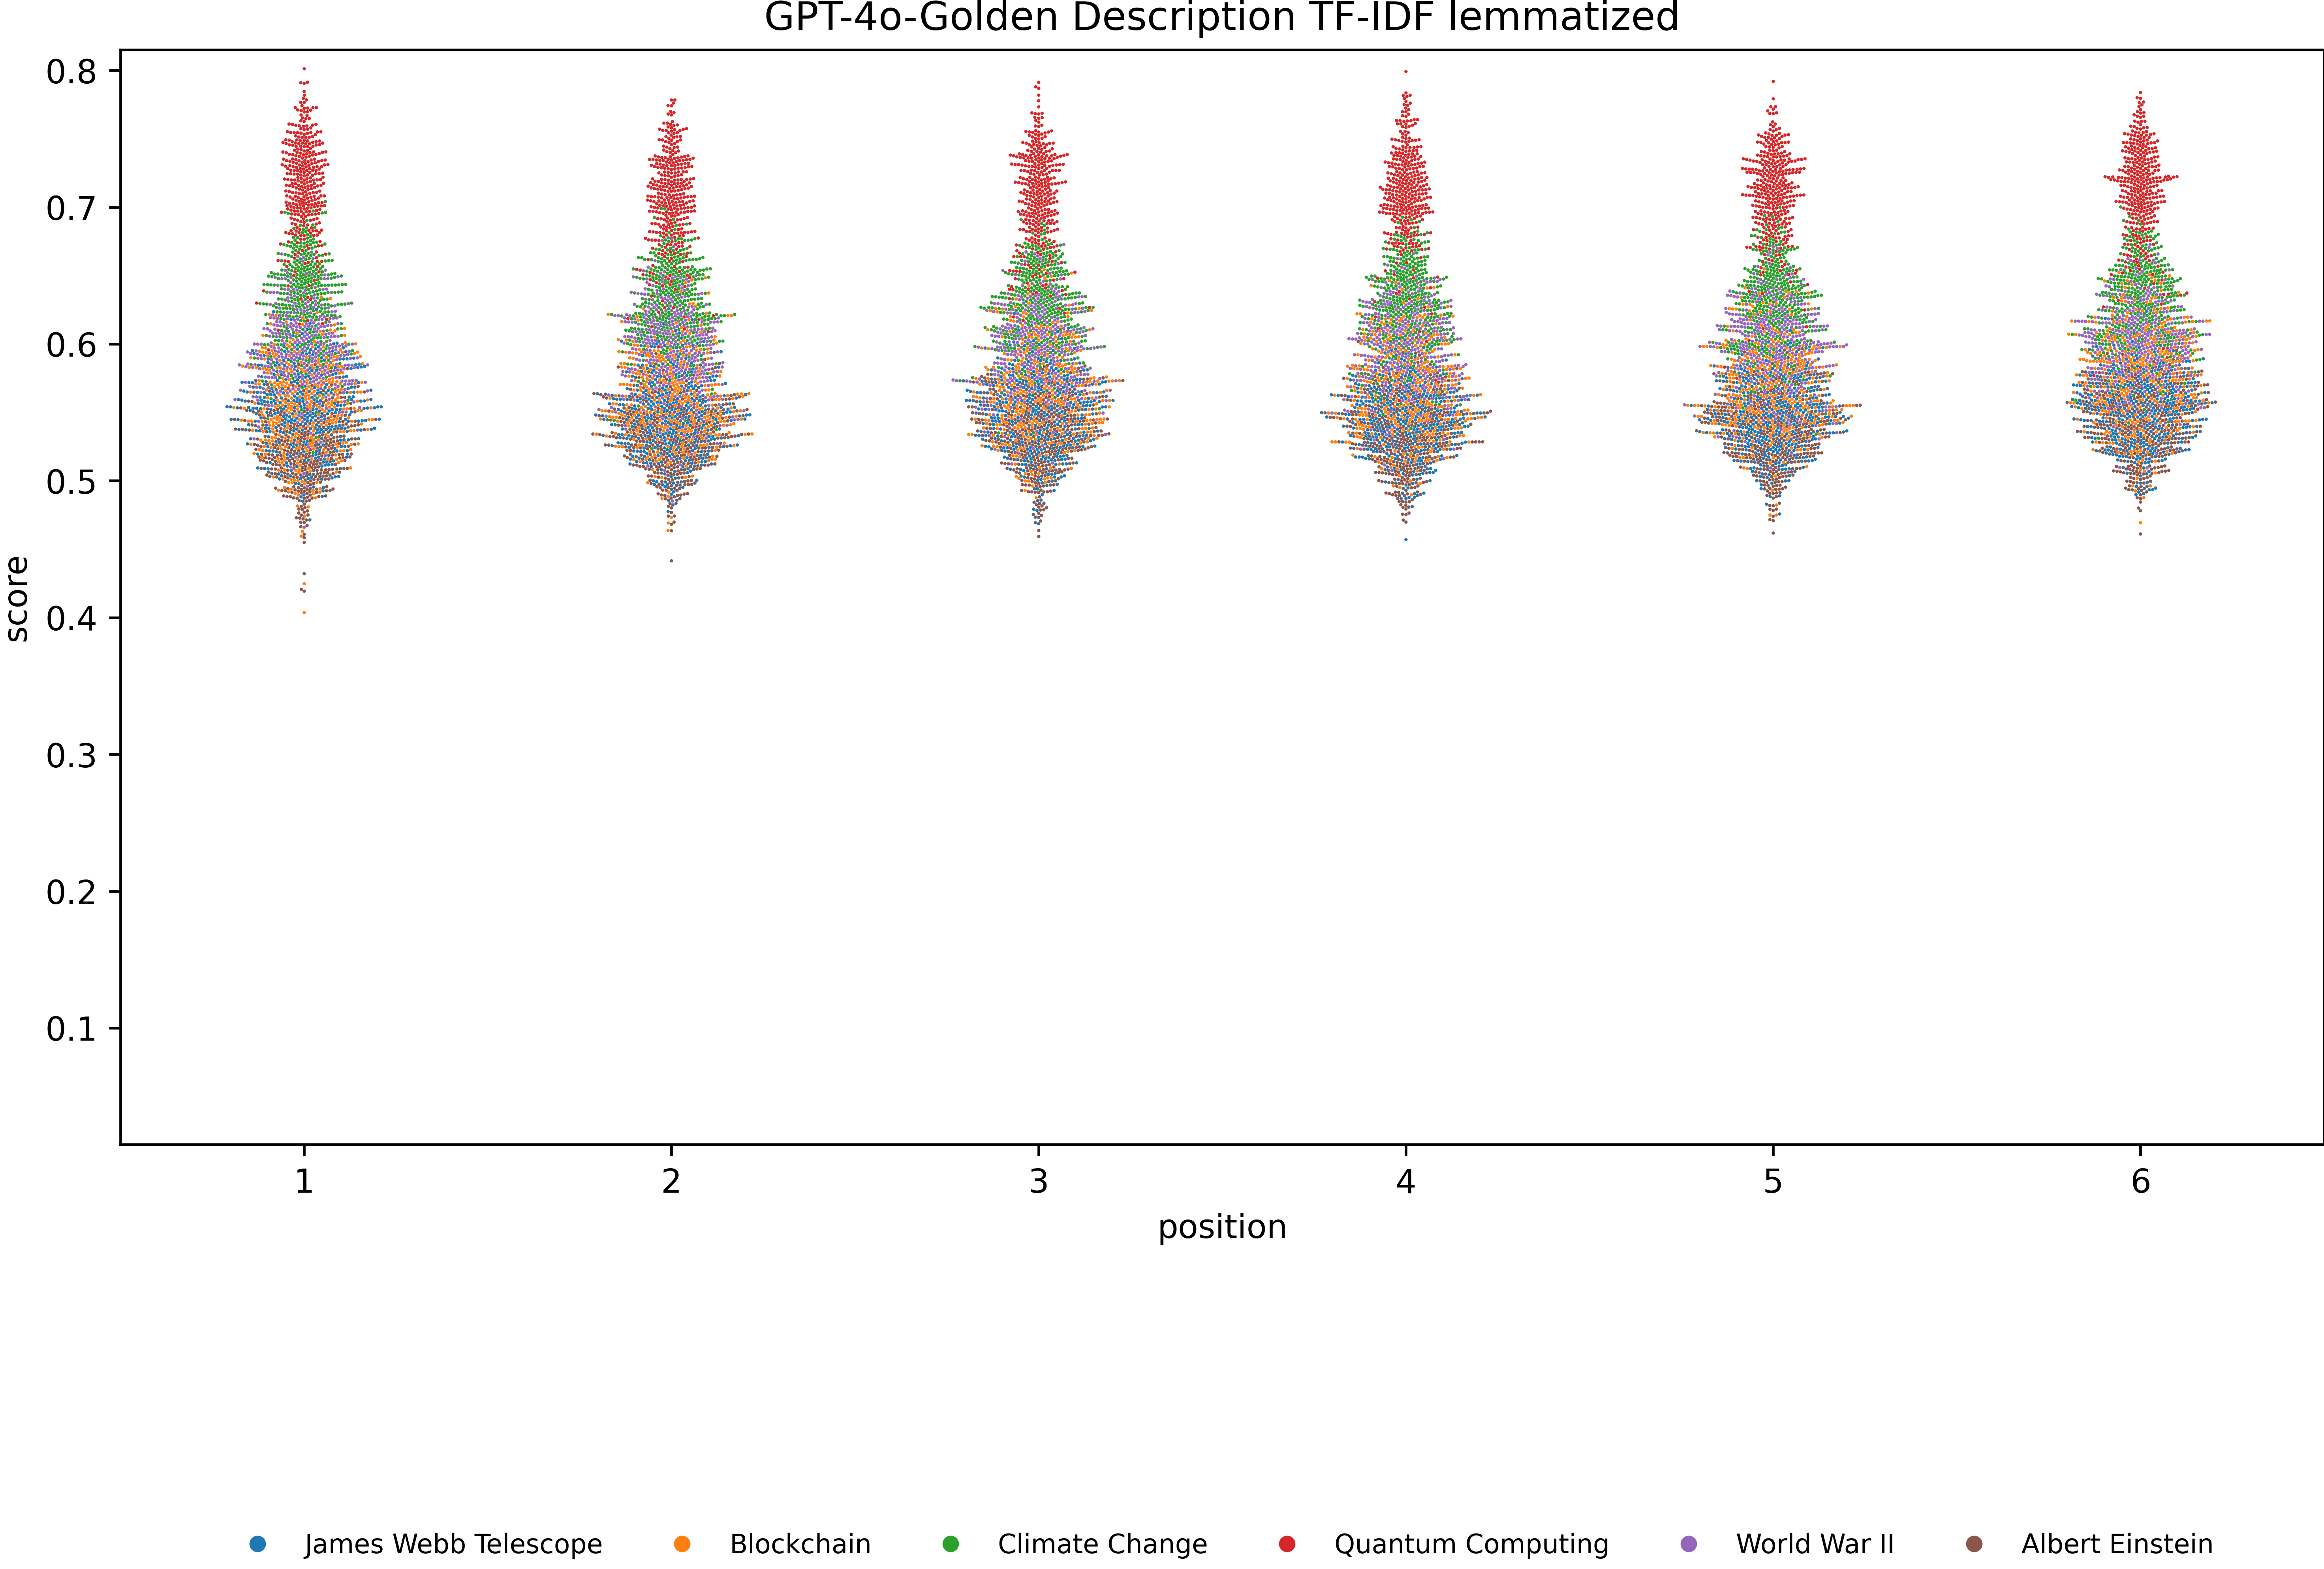 GPT-4o-Golden Description TF-IDF lemmatized
0.8
0.7
0.6
0.5
0.4
0.3
0.2
0.1
score
1 2 3 4 5 6
position
James Webb Telescope Blockchain Climate Change Quantum Computing World War II Albert Einstein